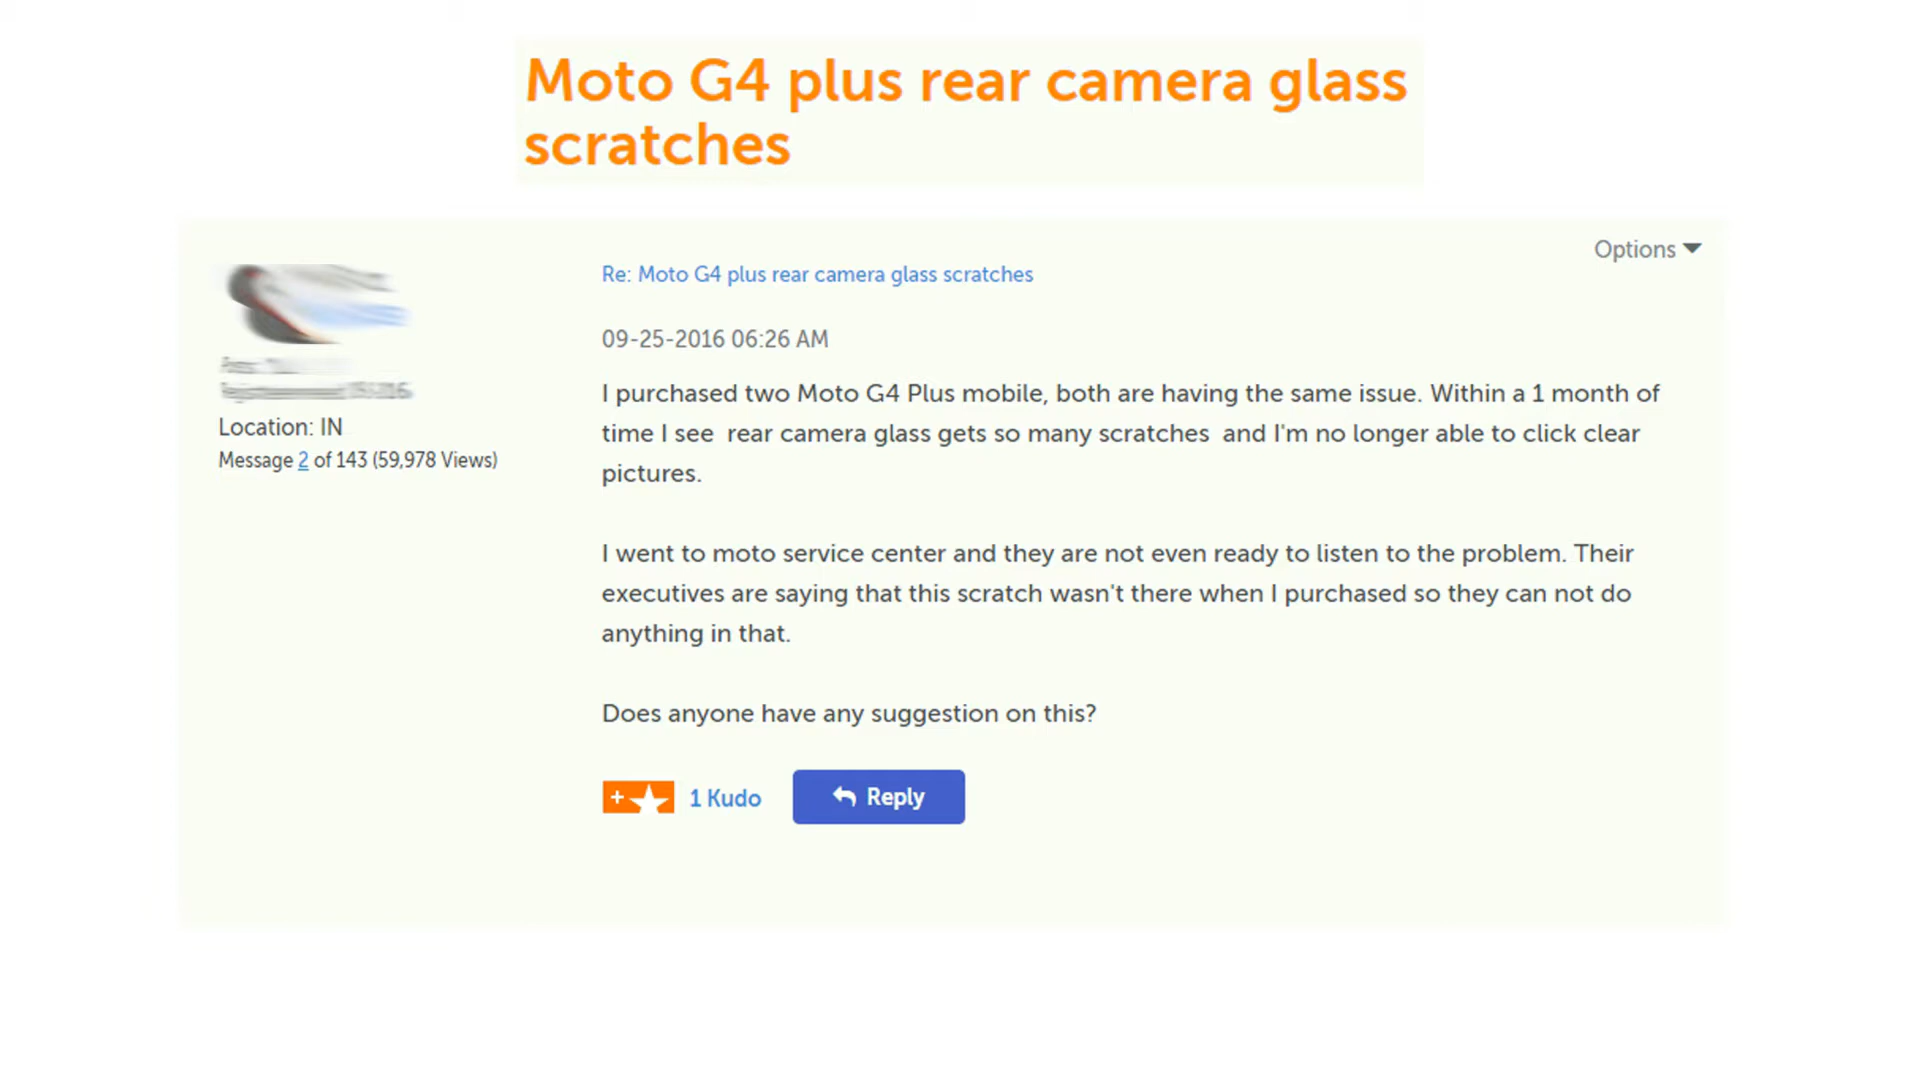 Moto G4 plus rear camera glass
scratches
Options
Re: Moto G4 plus rear camera glass scratches
09-25-2016 06:26 AM
Location: IN
Message 2 of 143 (59,978 Views)
I purchased two Moto G4 Plus mobile, both are having the same issue. Within a 1 month of
time I see  rear camera glass gets so many scratches  and I'm no longer able to click clear
pictures.
I went to moto service center and they are not even ready to listen to the problem. Their
executives are saying that this scratch wasn't there when I purchased so they can not do
anything in that.
Does anyone have any suggestion on this?
+ 1 Kudo
Reply